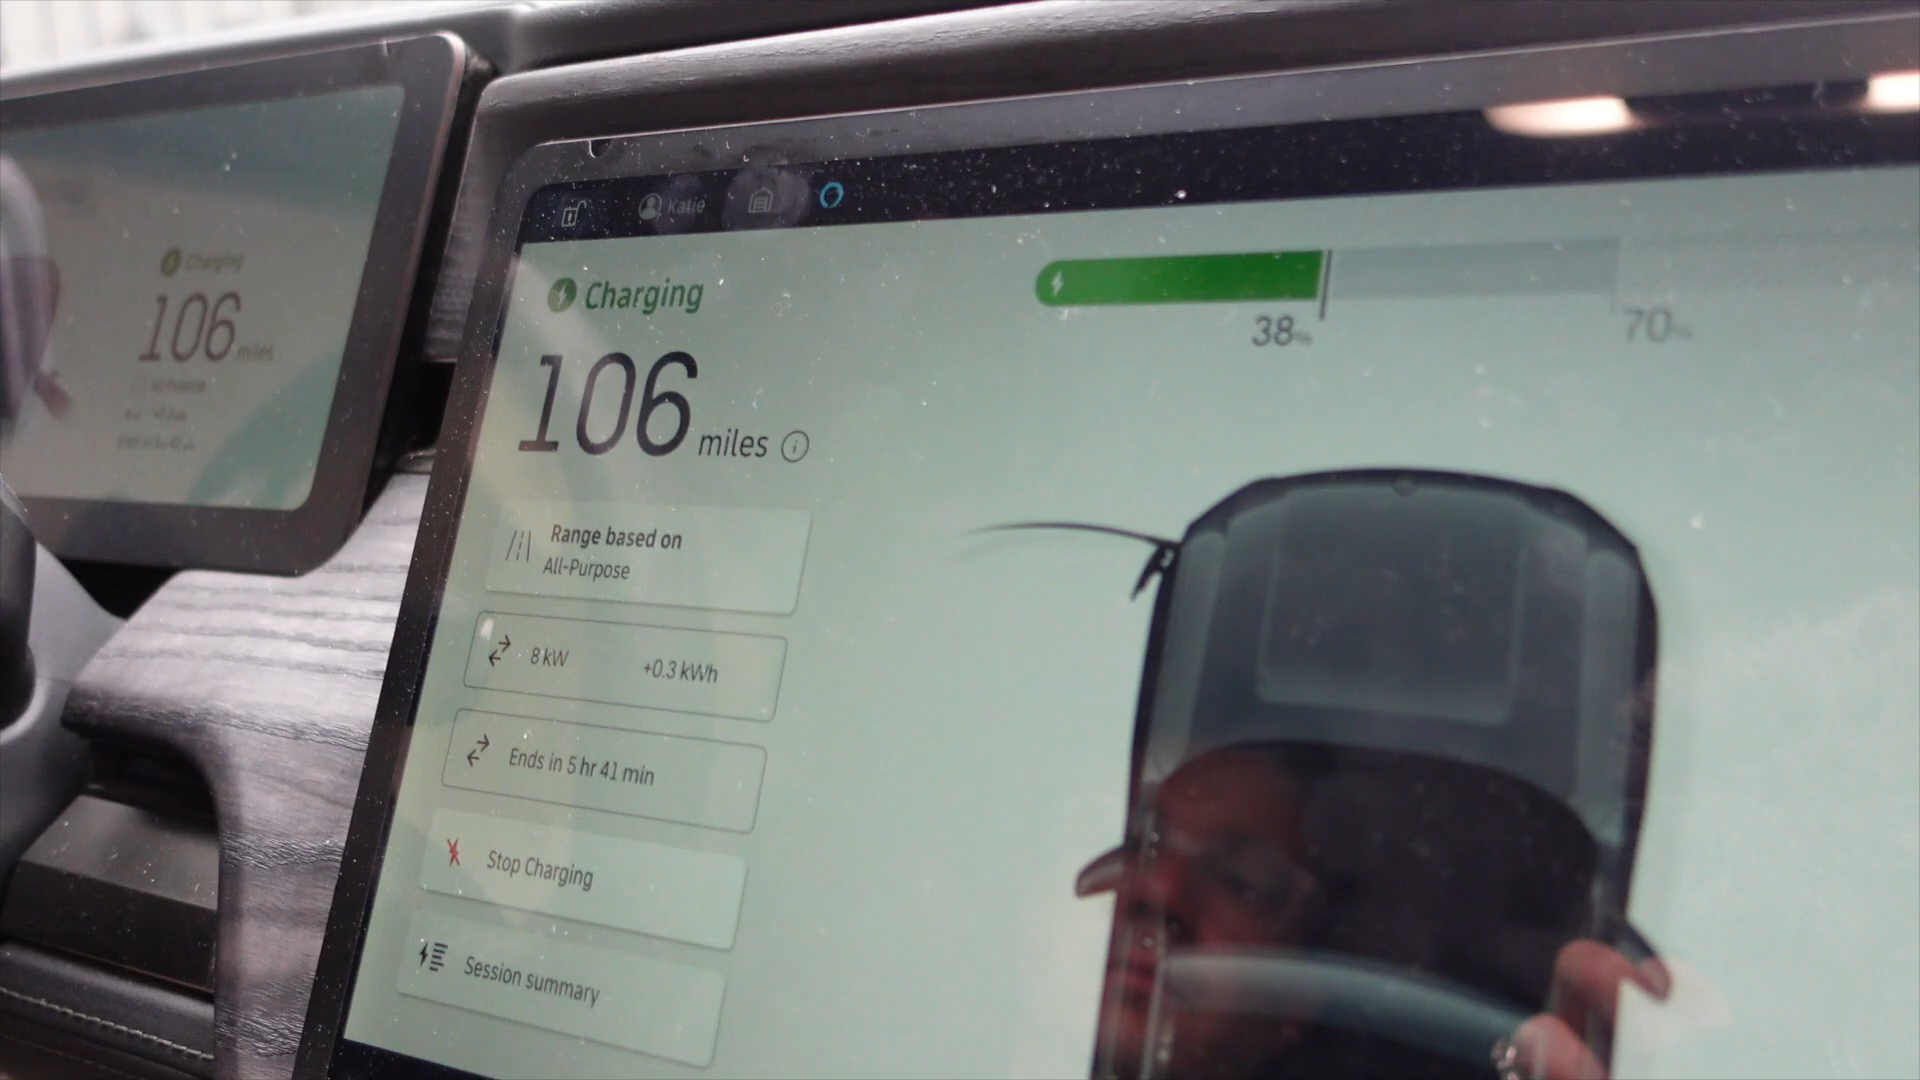 Charging
106 miles
Katie
Charging
106 miles
38%
70%
Range based on
All-Purpose
8 kW +0.3 kWh
Ends in 5 hr 41 min
Stop Charging
Session summary